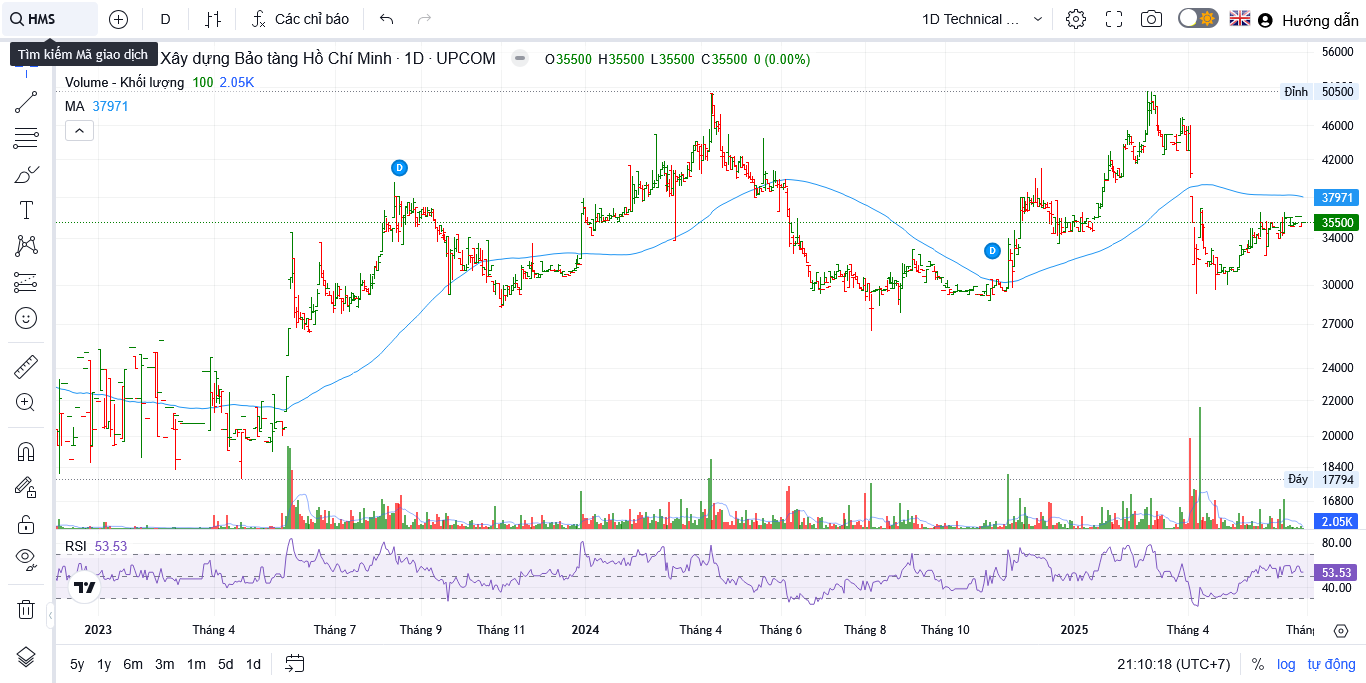 HMS
D
Các chỉ báo
1D Technical ...
Hướng dẫn
Tìm kiếm Mã giao dịch
Xây dựng Bảo tàng Hồ Chí Minh · 1D · UPCOM
O35500 H35500 L35500 C35500 0 (0.00%)
Volume - Khối lượng 100 2.05K
MA 37971
56000
Đỉnh 50500
46000
42000
D
37971
35500
34000
D
30000
27000
24000
22000
20000
18400
Đáy 17794
16800
2.05K
RSI 53.53
80.00
53.53
40.00
2023 Tháng 4 Tháng 7 Tháng 9 Tháng 11 2024 Tháng 4 Tháng 6 Tháng 8 Tháng 10 2025 Tháng 4
5y 1y 6m 3m 1m 5d 1d
21:10:18 (UTC+7) % log tự động